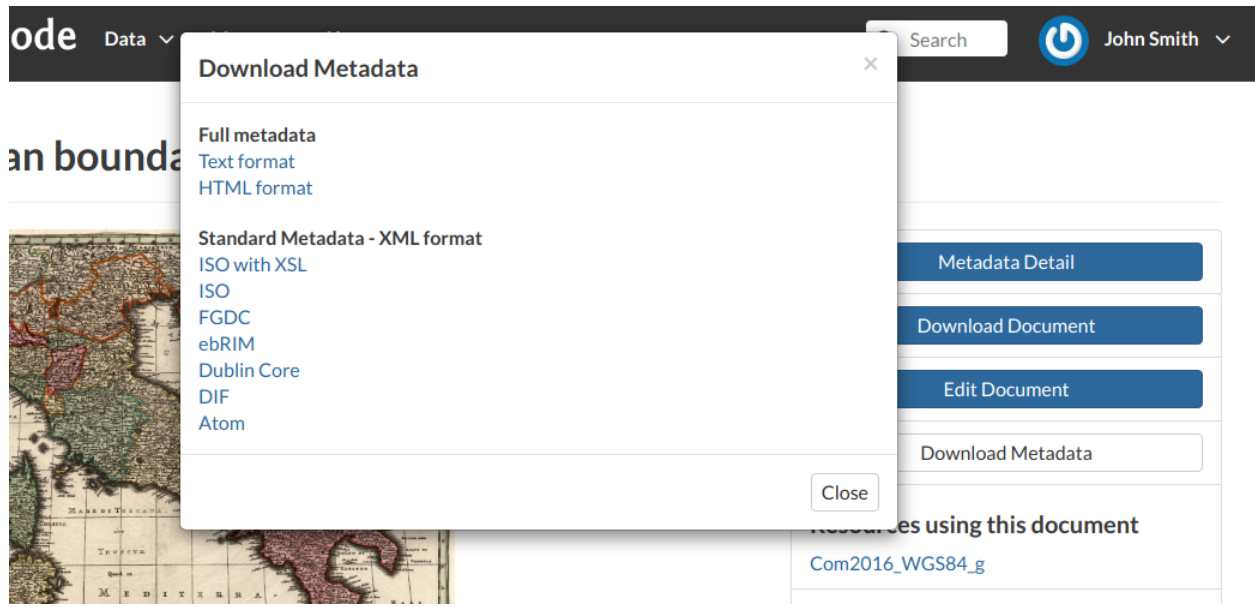 ode Data Search John Smith
Download Metadata ×
an bounda
Full metadata
Text format
HTML format
Standard Metadata - XML format
ISO with XSL
ISO
FGDC
ebRIM
Dublin Core
DIF
Atom
Close
Metadata Detail
Download Document
Edit Document
Download Metadata
Resources using this document
Com2016_WGS84_g